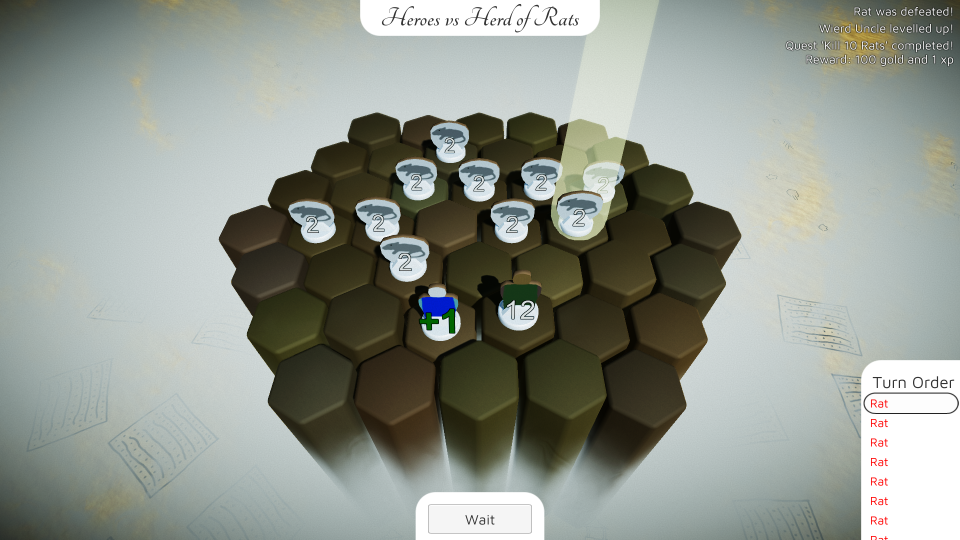 Heroes vs Herd of Rats
Rat was defeated!
Wierd Uncle levelled up!
Quest 'Kill 10 Rats' completed!
Reward: 100 gold and 1 xp
2
2
2
2
2
2
2
2
2
2
+1
12
Turn Order
Rat
Rat
Rat
Rat
Rat
Rat
Rat
Rat
Wait